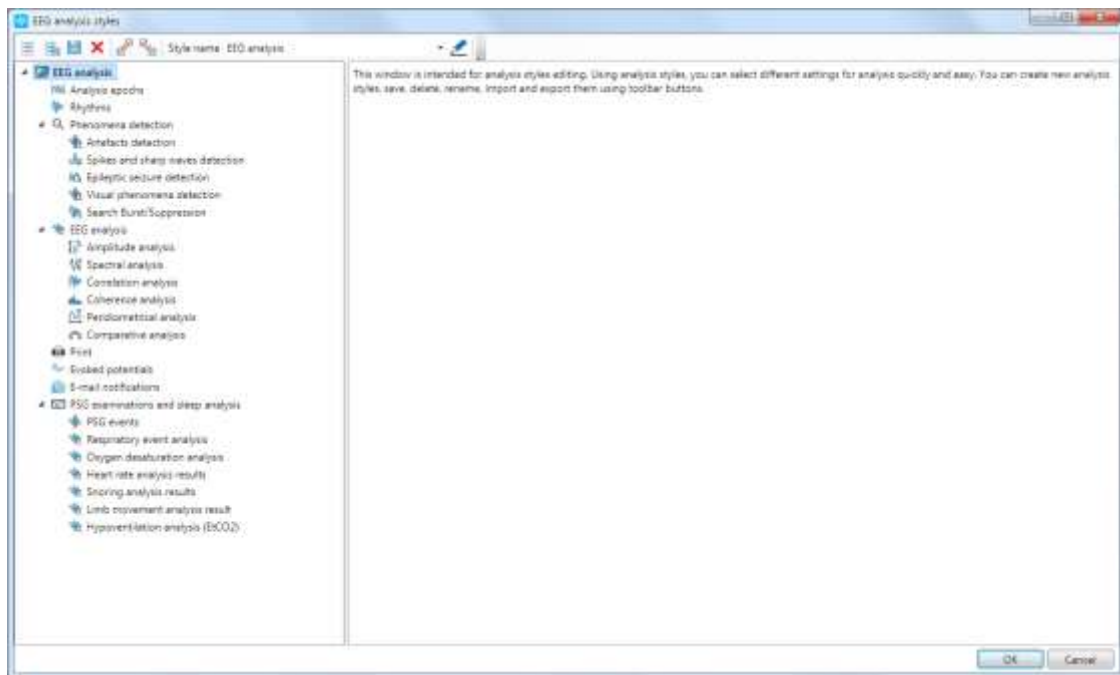 EEG analysis styles
Style name EEG analysis
EEG analysis
Analysis epochs
Rhythms
Phenomena detection
Artefacts detection
Spikes and sharp waves detection
Epileptic seizure detection
Visual phenomena detection
Search Burst/Suppression
EEG analysis
Amplitude analysis
Spectral analysis
Correlation analysis
Coherence analysis
Periodometrical analysis
Comparative analysis
Print
Evoked potentials
E-mail notifications
PSG examinations and sleep analysis
PSG events
Respiratory event analysis
Oxygen desaturation analysis
Heart rate analysis results
Snoring analysis results
Limb movement analysis result
Hypoventilation analysis (EtCO2)
This window is intended for analysis styles editing. Using analysis styles, you can select different settings for analysis quickly and easy. You can create new analysis
styles, save, delete, rename, import and export them using toolbar buttons.
OK Cancel